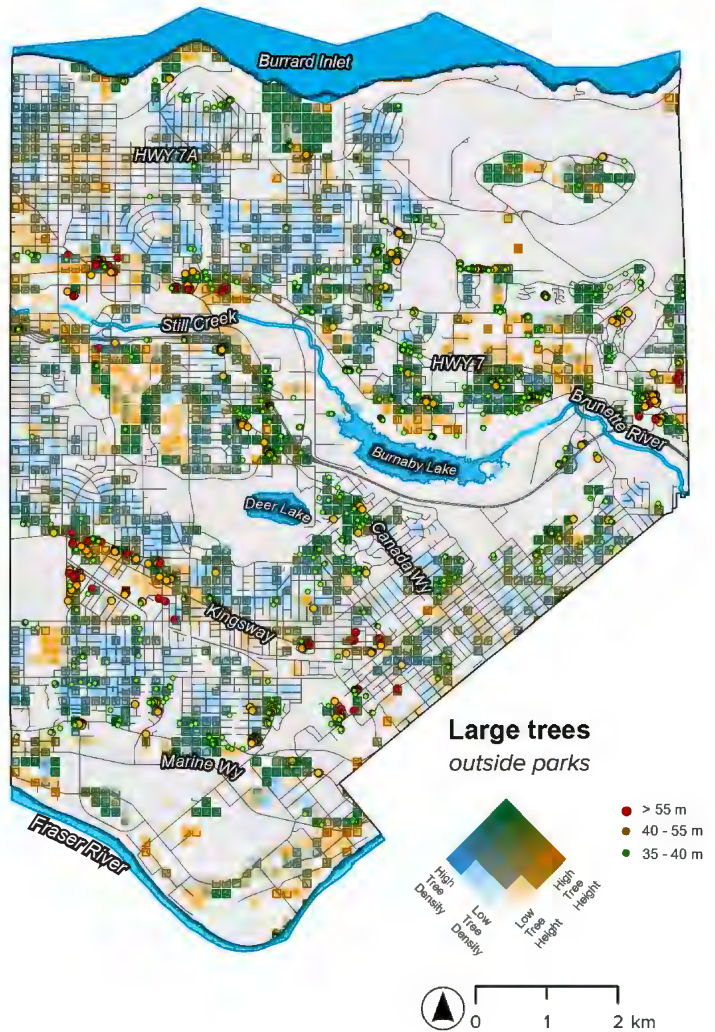 Burrard Inlet
HWY 7A
Still Creek
HWY 7
Brunette River
Burnaby Lake
Deer Lake
Canada Wy
Kingsway
Marine Wy
Fraser River
Large trees
outside parks
> 55 m
40 - 55 m
35 - 40 m
High
Tree
Density
Low
Tree
Density
Low
Tree
Height
High
Tree
Height
0 1 2 km